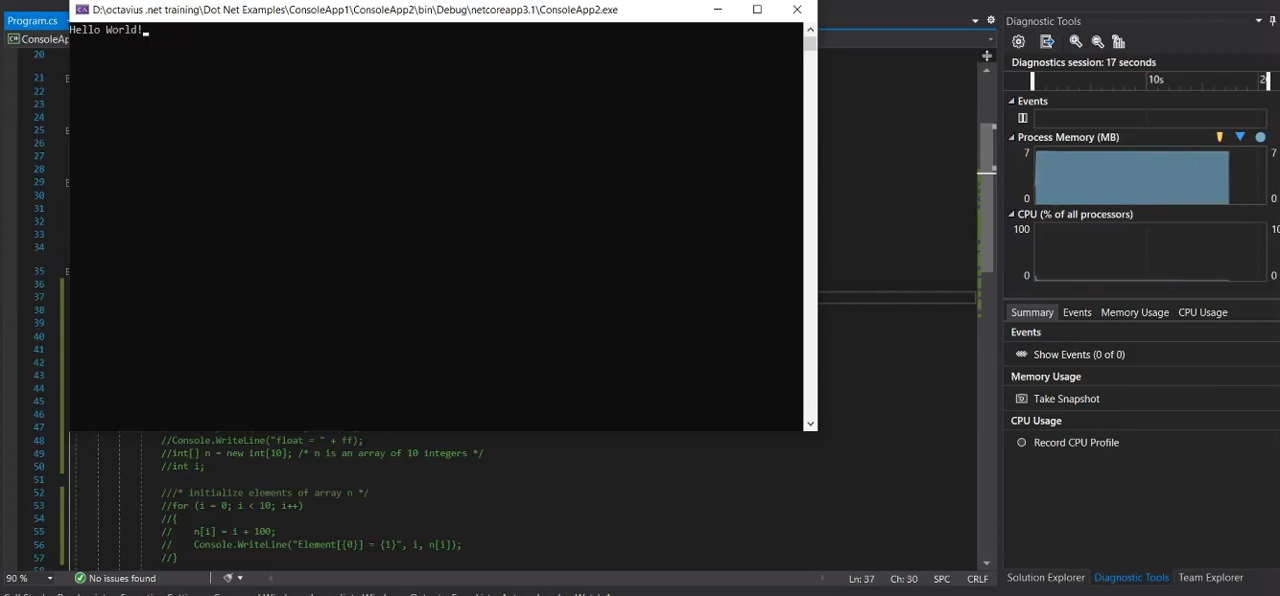 D:\octavius .net training\Dot Net Examples\ConsoleApp1\ConsoleApp2\bin\Debug\netcoreapp3.1\ConsoleApp2.exe
Program.cs
Hello World!
ConsoleAp
20
21
22
23
24
25
26
27
28
29
30
31
32
33
34
35
36
37
38
39
40
41
42
43
44
45
46
48 //Console.WriteLine("float = " + ff);
49 //int[] n = new int[10]; /* n is an array of 10 integers */
50 //int i;
51
52 ///* initialize elements of array n */
53 //for (i = 0; i < 10; i++)
54 //{
55 // n[i] = i + 100;
56 // Console.WriteLine("Element[{0}] = {1}", i, n[i]);
57 //}
90 %
No issues found
Ln: 37 Ch: 30 SPC CRLF
Diagnostic Tools
Diagnostics session: 17 seconds
10s
Events
Process Memory (MB)
7 7
0 0
CPU (% of all processors)
100 10
0 0
Summary Events Memory Usage CPU Usage
Events
Show Events (0 of 0)
Memory Usage
Take Snapshot
CPU Usage
Record CPU Profile
Solution Explorer Diagnostic Tools Team Explorer